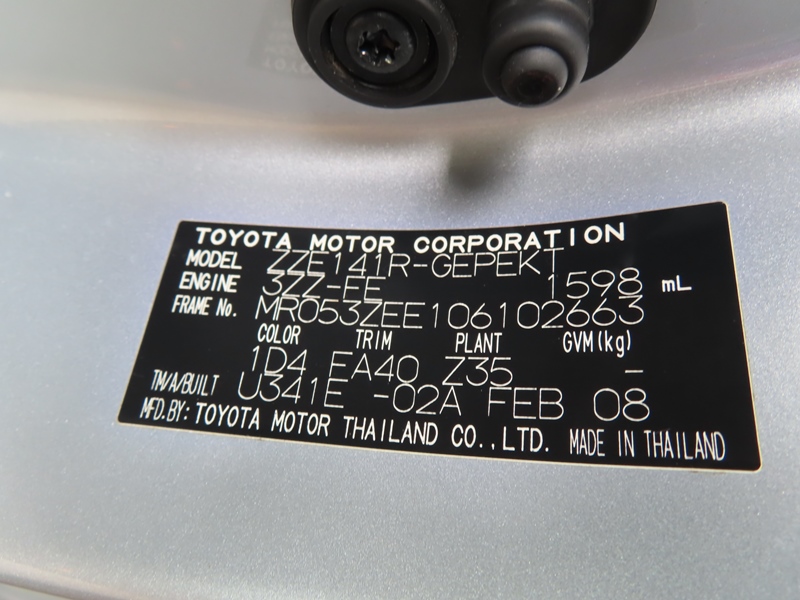 TOYOTA MOTOR CORPORATION
MODEL ZZE141R-GEPEKT
ENGINE 3ZZ-FE 1598 mL
FRAME No. MR053ZEE106102663
COLOR TRIM PLANT GVM(kg)
1D4 EA40 Z35 -
TM/A/BUILT U341E -02A FEB 08
MFD.BY: TOYOTA MOTOR THAILAND CO.,LTD. MADE IN THAILAND